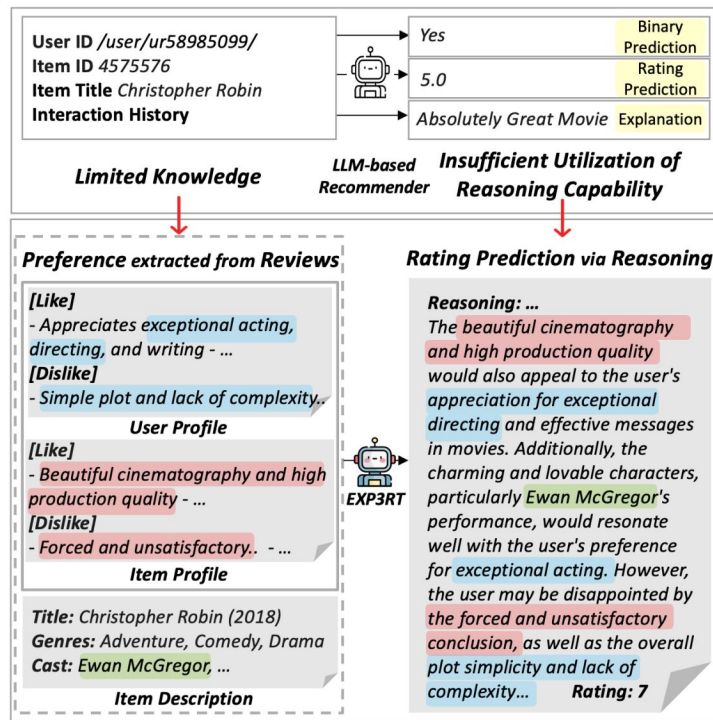 User ID /user/ur58985099/
Item ID 4575576
Item Title Christopher Robin
Interaction History
Yes
Binary
Prediction
5.0
Rating
Prediction
Absolutely Great Movie
Explanation
Limited Knowledge
LLM-based
Recommender
Insufficient Utilization of
Reasoning Capability
Preference extracted from Reviews
[Like]
- Appreciates exceptional acting,
directing, and writing - ...
[Dislike]
- Simple plot and lack of complexity..
User Profile
[Like]
- Beautiful cinematography and high
production quality - ...
[Dislike]
- Forced and unsatisfactory.. - ...
Item Profile
Title: Christopher Robin (2018)
Genres: Adventure, Comedy, Drama
Cast: Ewan McGregor, ...
Item Description
EXP3RT
Rating Prediction via Reasoning
Reasoning: ...
The beautiful cinematography
and high production quality
would also appeal to the user's
appreciation for exceptional
directing and effective messages
in movies. Additionally, the
charming and lovable characters,
particularly Ewan McGregor's
performance, would resonate
well with the user's preference
for exceptional acting. However,
the user may be disappointed by
the forced and unsatisfactory
conclusion, as well as the overall
plot simplicity and lack of
complexity... Rating: 7